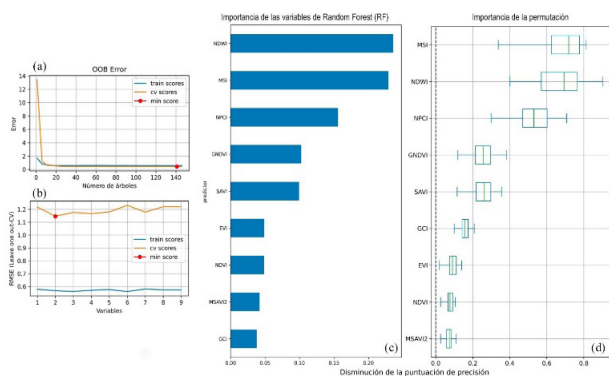 (a)
OOB Error
14
12
10
8
6
4
2
0
Error
train scores
cv scores
min score
0 20 40 60 80 100 120 140
Número de árboles
(b)
RMSE (Leave one out-CV)
1.2
1.1
1.0
0.9
0.8
0.7
0.6
train scores
cv scores
min score
1 2 3 4 5 6 7 8 9
Variables
Importancia de las variables de Random Forest (RF)
predictor
NDWI
MSI
NPCI
GNDVI
SAVI
EVI
NDVI
MSAVI2
GCI
(c)
0.00 0.05 0.10 0.15 0.20
Importancia de la permutación
MSI
NDWI
NPCI
GNDVI
SAVI
GCI
EVI
NDVI
MSAVI2
(d)
0.0 0.2 0.4 0.6 0.8
Disminución de la puntuación de precisión